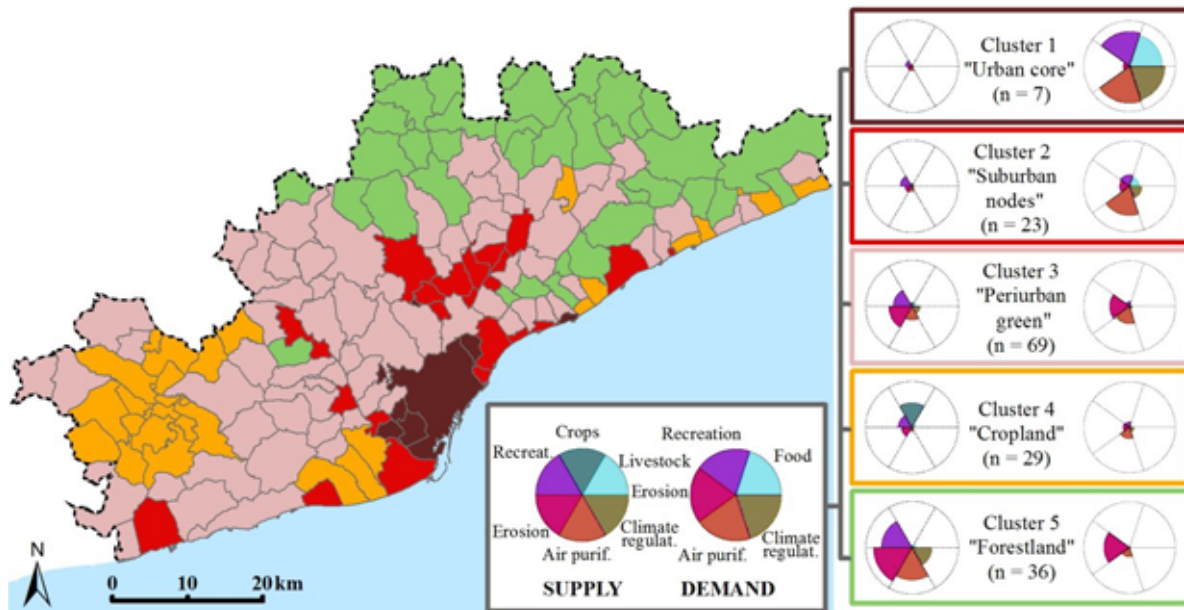 Cluster 1
"Urban core"
(n = 7)
Cluster 2
"Suburban
nodes"
(n = 23)
Cluster 3
"Periurban
green"
(n = 69)
Cluster 4
"Cropland"
(n = 29)
Cluster 5
"Forestland"
(n = 36)
Crops
Recreat.
Livestock
Erosion
Climate
regulat.
Air purif.
SUPPLY
Recreation
Food
Erosion
Climate
regulat.
Air purif.
DEMAND
N
0 10 20 km